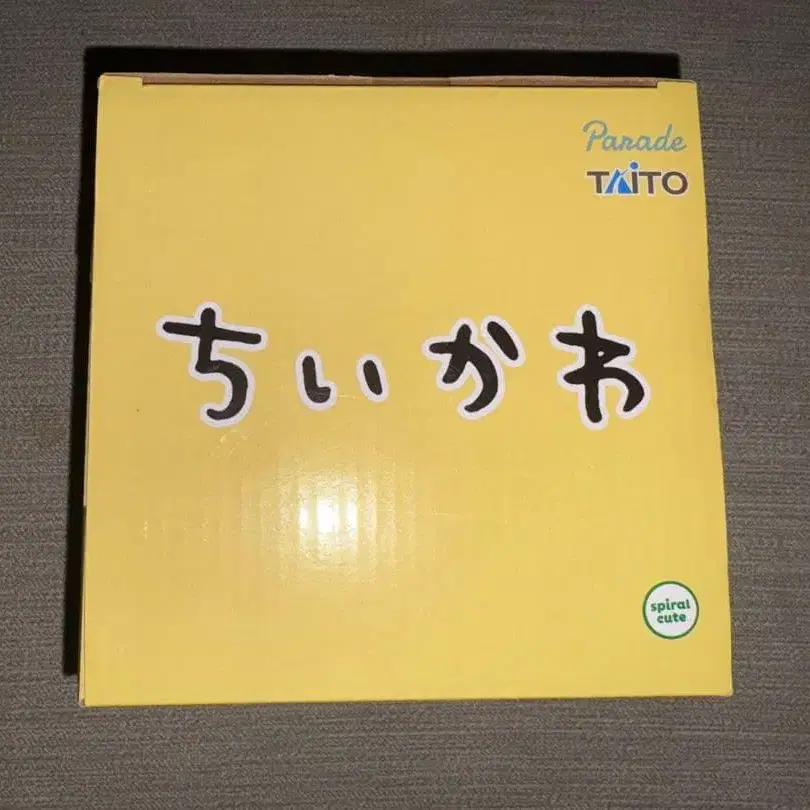 Parade
TAiTO
ちいかわ
spiral
cute